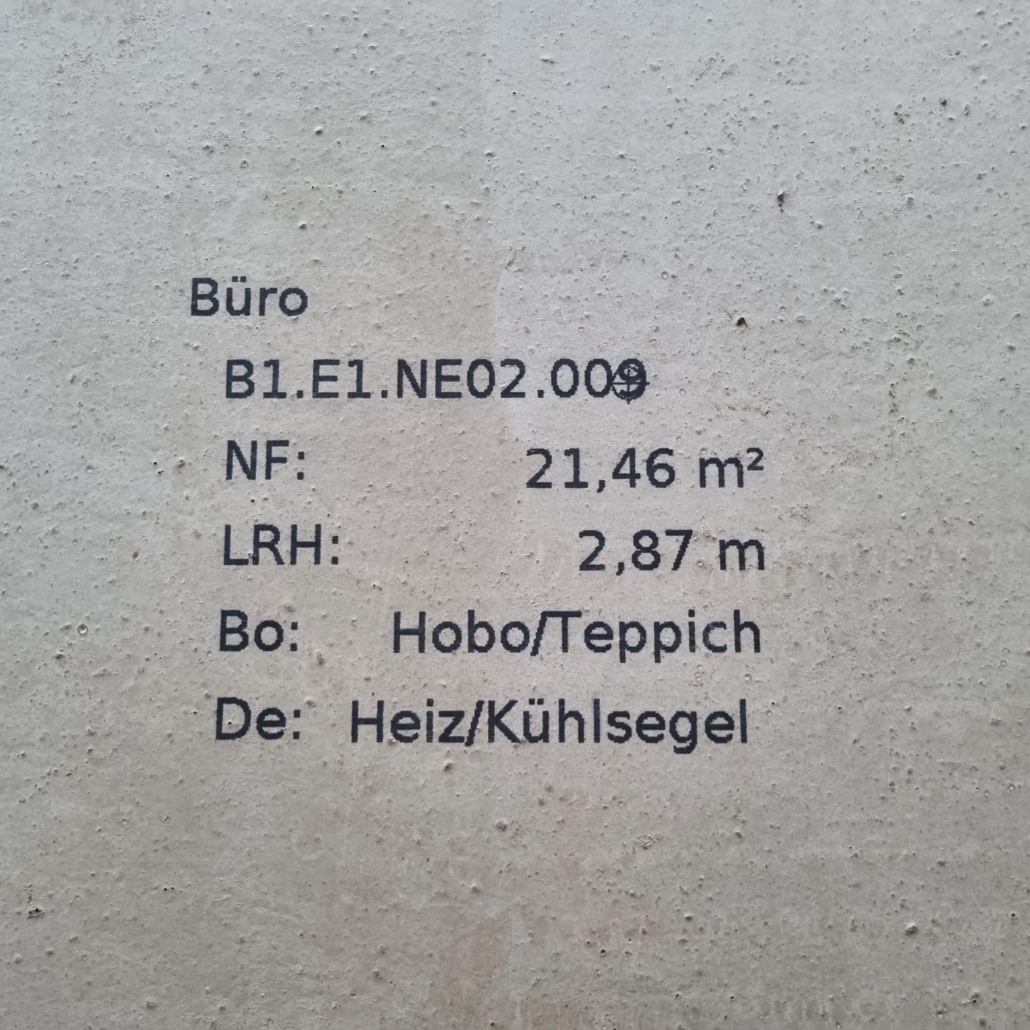 Büro
B1.E1.NE02.009
NF: 21,46 m²
LRH: 2,87 m
Bo: Hobo/Teppich
De: Heiz/Kühlsegel